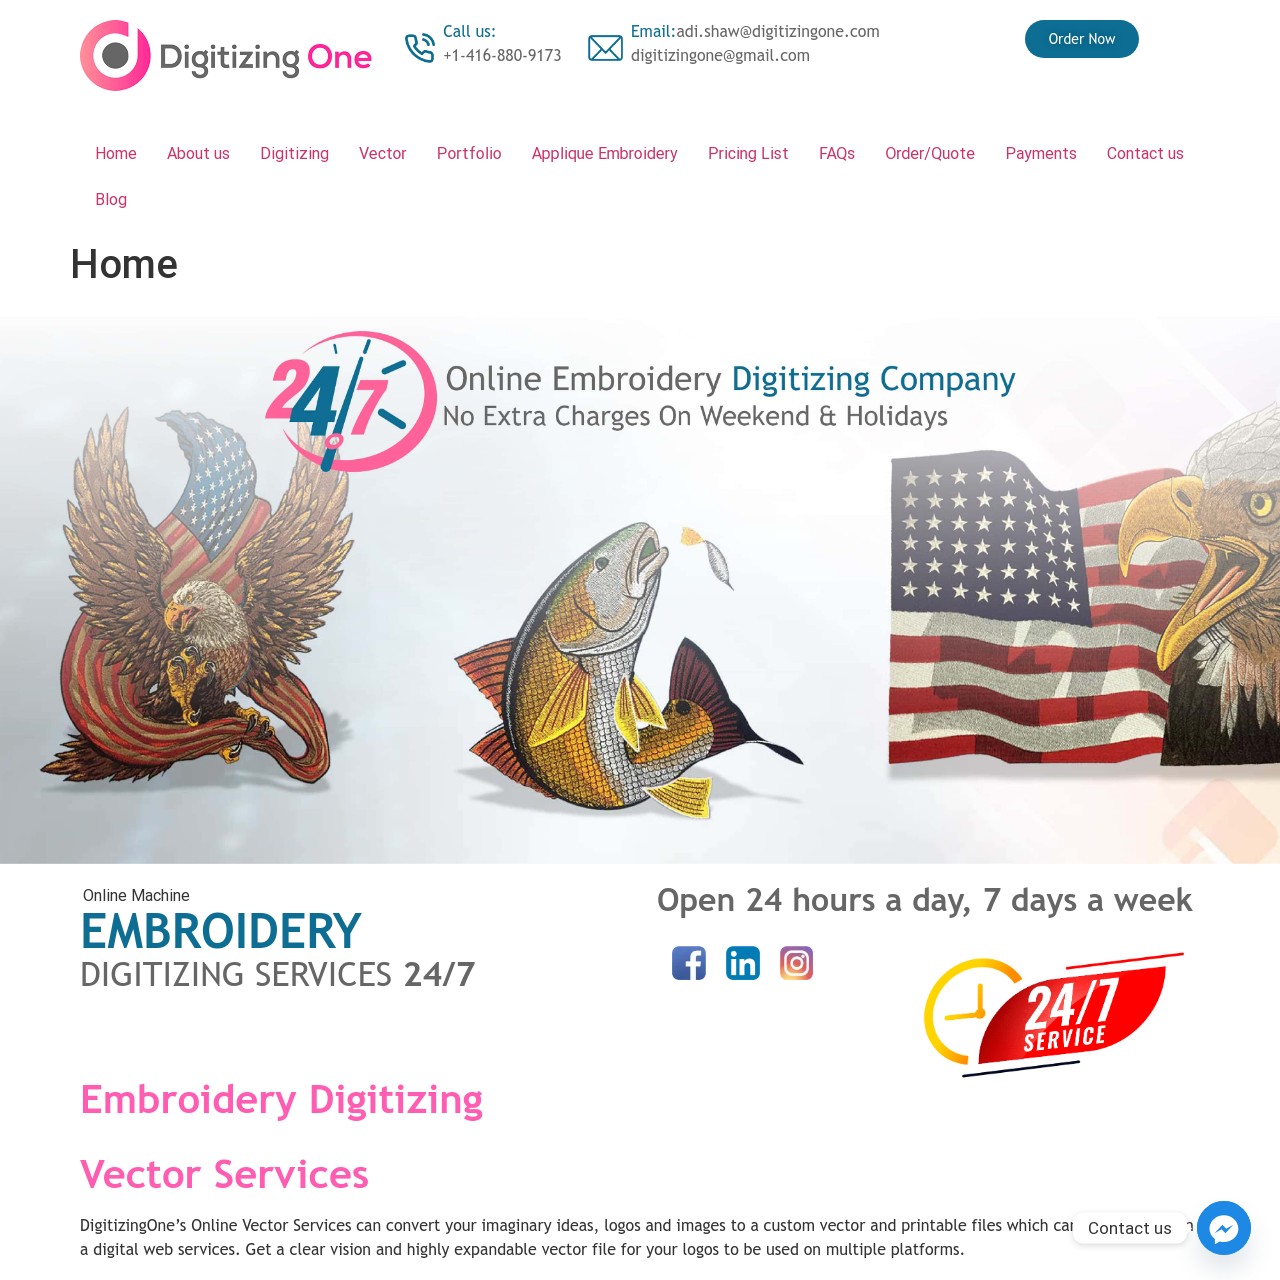 Digitizing One
Call us:
+1-416-880-9173
Email:adi.shaw@digitizingone.com
digitizingone@gmail.com
Order Now
Home About us Digitizing Vector Portfolio Applique Embroidery Pricing List FAQs Order/Quote Payments Contact us
Blog
Home
24/7
Online Embroidery Digitizing Company
No Extra Charges On Weekend & Holidays
Online Machine
EMBROIDERY
DIGITIZING SERVICES 24/7
Open 24 hours a day, 7 days a week
24/7
SERVICE
Embroidery Digitizing
Vector Services
DigitizingOne’s Online Vector Services can convert your imaginary ideas, logos and images to a custom vector and printable files which
a digital web services. Get a clear vision and highly expandable vector file for your logos to be used on multiple platforms.
Contact us